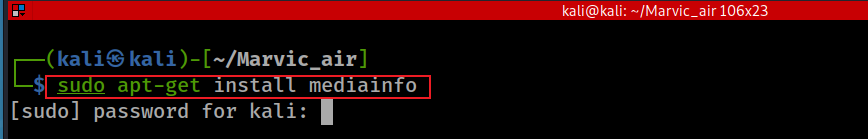 kali@kali: ~/Marvic_air 106x23
(kali㉿kali)-[~/Marvic_air]
$ sudo apt-get install mediainfo
[sudo] password for kali: